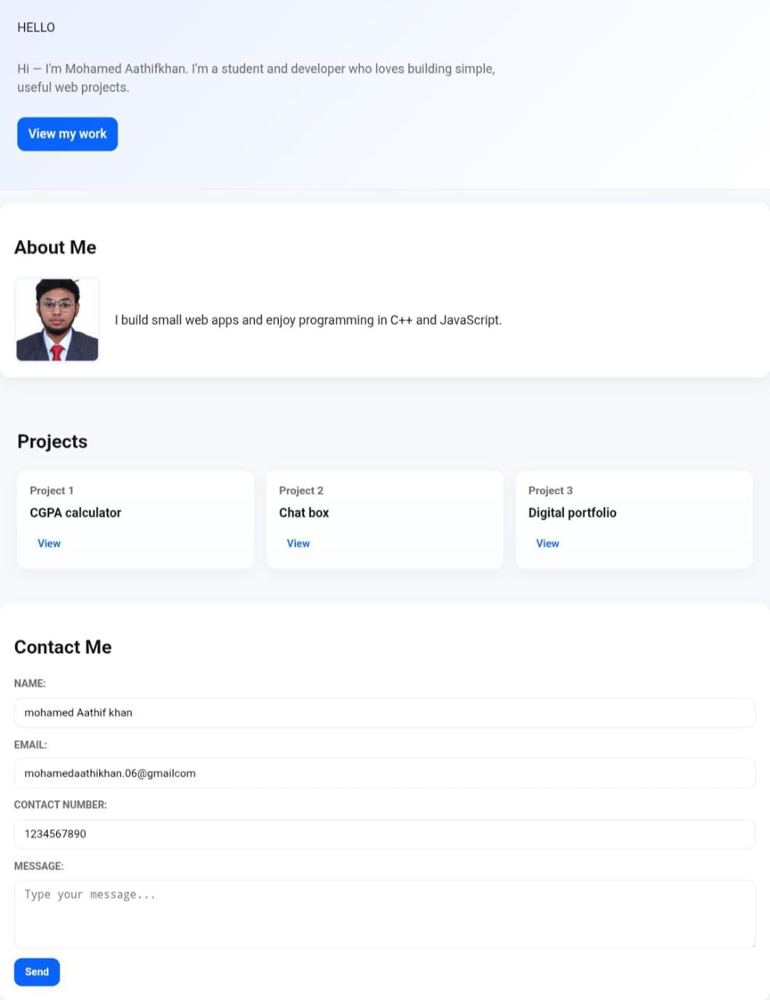 HELLO
Hi — I'm Mohamed Aathifkhan. I'm a student and developer who loves building simple,
useful web projects.
View my work
About Me
I build small web apps and enjoy programming in C++ and JavaScript.
Projects
Project 1
CGPA calculator
View
Project 2
Chat box
View
Project 3
Digital portfolio
View
Contact Me
NAME:
mohamed Aathif khan
EMAIL:
mohamedaathikhan.06@gmailcom
CONTACT NUMBER:
1234567890
MESSAGE:
Type your message...
Send